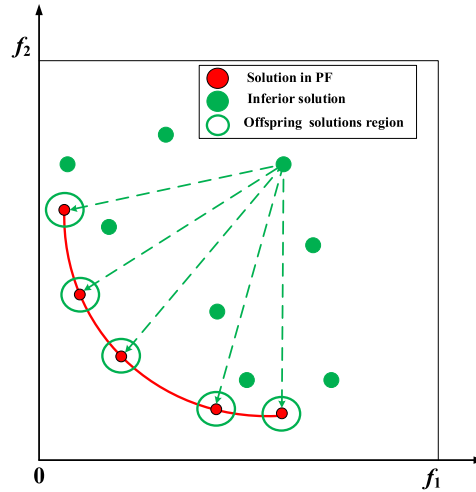 f₂
Solution in PF
Inferior solution
Offspring solutions region
0
f₁